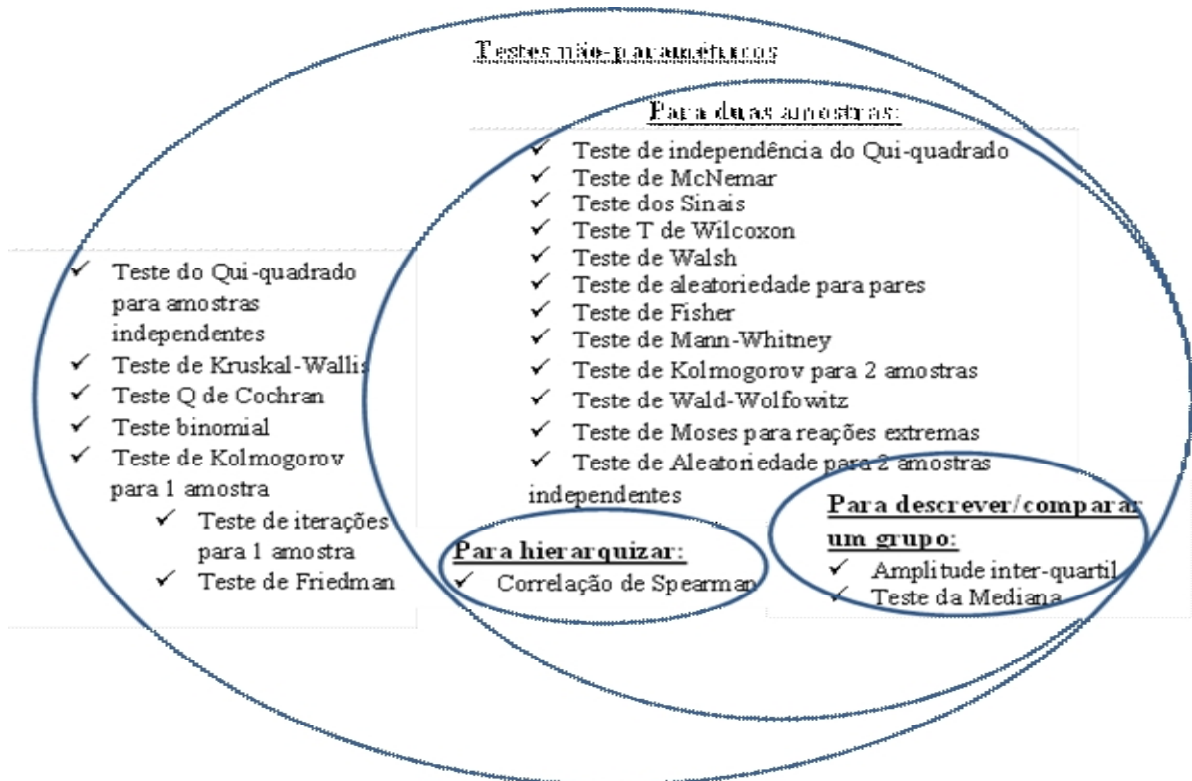 Testes não-paramétricos
Para duas amostras:
✓ Teste de independência do Qui-quadrado
✓ Teste de McNemar
✓ Teste dos Sinais
✓ Teste T de Wilcoxon
✓ Teste de Walsh
✓ Teste de aleatoriedade para pares
✓ Teste de Fisher
✓ Teste de Mann-Whitney
✓ Teste de Kolmogorov para 2 amostras
✓ Teste de Wald-Wolfowitz
✓ Teste de Moses para reações extremas
✓ Teste de Aleatoriedade para 2 amostras
independentes
✓ Teste do Qui-quadrado
para amostras
independentes
✓ Teste de Kruskal-Wallis
✓ Teste Q de Cochran
✓ Teste binomial
✓ Teste de Kolmogorov
para 1 amostra
✓ Teste de iterações
para 1 amostra
✓ Teste de Friedman
Para hierarquizar:
✓ Correlação de Spearman
Para descrever/comparar
um grupo:
✓ Amplitude inter-quartil
✓ Teste da Mediana